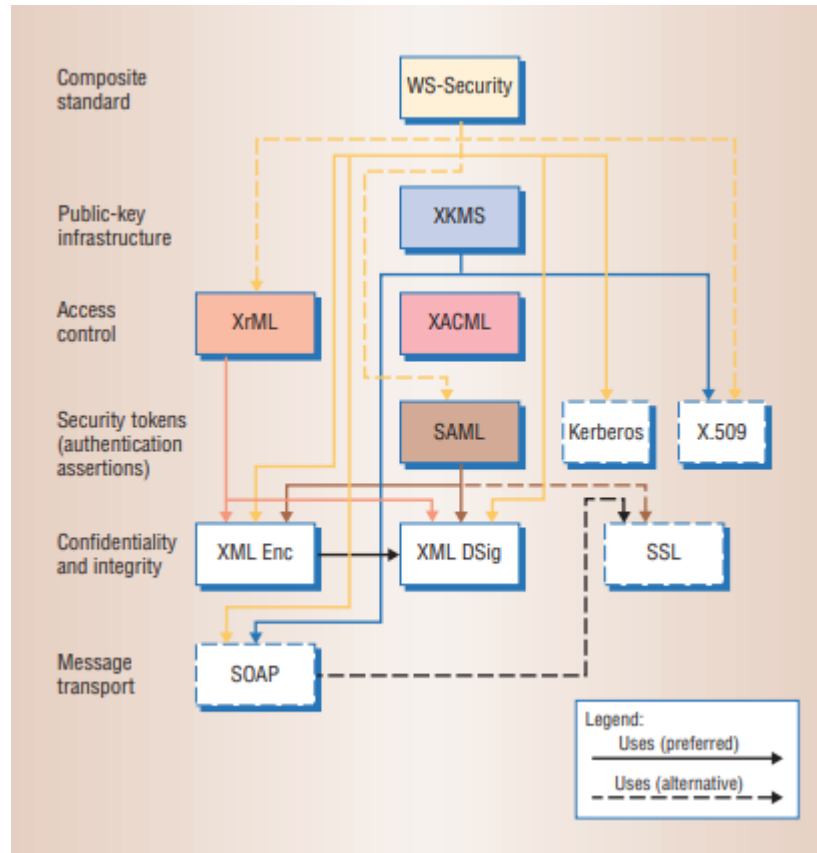 Composite
standard
WS-Security
Public-key
infrastructure
XKMS
Access
control
XrML
XACML
Security tokens
(authentication
assertions)
SAML
Kerberos
X.509
Confidentiality
and integrity
XML Enc
XML DSig
SSL
Message
transport
SOAP
Legend:
Uses (preferred)
Uses (alternative)